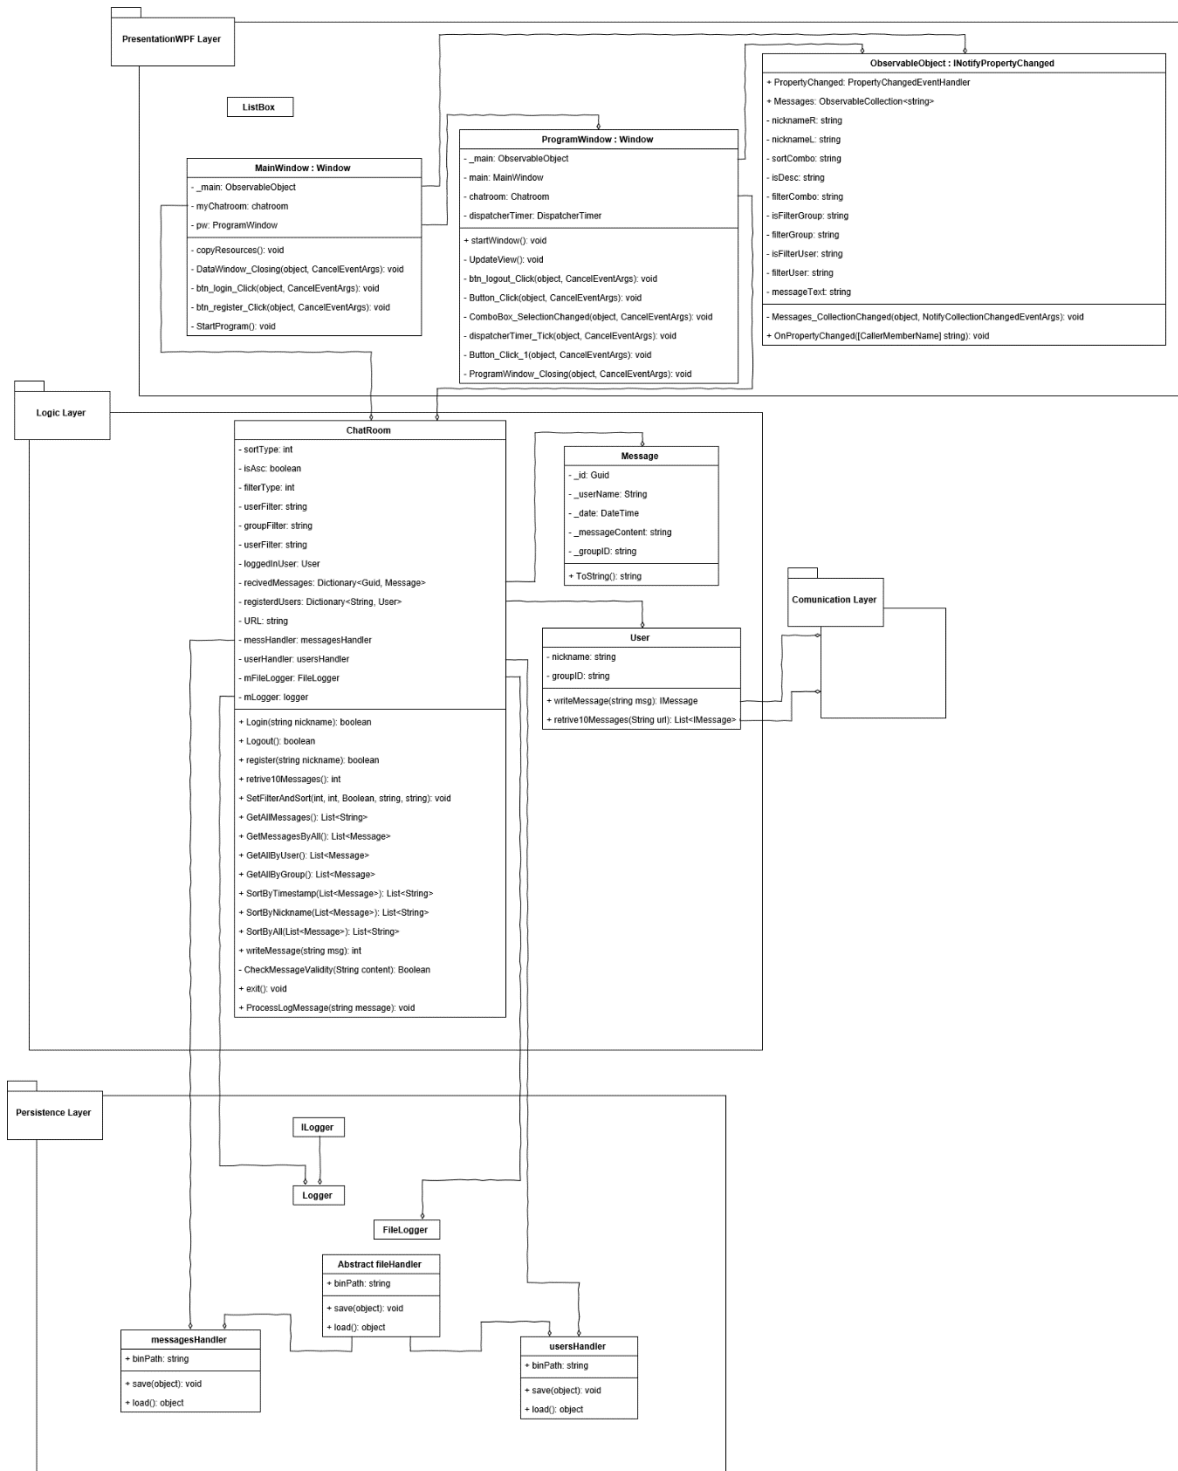 PresentationWPF Layer
ListBox
MainWindow : Window
- _main: ObservableObject
- myChatroom: chatroom
- pw: ProgramWindow
- copyResources(): void
- DataWindow_Closing(object, CancelEventArgs): void
- btn_login_Click(object, CancelEventArgs): void
- btn_register_Click(object, CancelEventArgs): void
- StartProgram(): void
ProgramWindow : Window
- _main: ObservableObject
- main: MainWindow
- chatroom: Chatroom
- dispatcherTimer: DispatcherTimer
+ startWindow(): void
- UpdateView(): void
- btn_logout_Click(object, CancelEventArgs): void
- Button_Click(object, CancelEventArgs): void
- ComboBox_SelectionChanged(object, CancelEventArgs): void
- dispatcherTimer_Tick(object, CancelEventArgs): void
- Button_Click_1(object, CancelEventArgs): void
- ProgramWindow_Closing(object, CancelEventArgs): void
ObservableObject : INotifyPropertyChanged
+ PropertyChanged: PropertyChangedEventHandler
+ Messages: ObservableCollection<string>
- nicknameR: string
- nicknameL: string
- sortCombo: string
- isDesc: string
- filterCombo: string
- isFilterGroup: string
- filterGroup: string
- isFilterUser: string
- filterUser: string
- messageText: string
- Messages_CollectionChanged(object, NotifyCollectionChangedEventArgs): void
+ OnPropertyChanged([CallerMemberName] string): void
Logic Layer
ChatRoom
- sortType: int
- isAsc: boolean
- filterType: int
- userFilter: string
- groupFilter: string
- userFilter: string
- loggedInUser: User
- recivedMessages: Dictionary<Guid, Message>
- registerdUsers: Dictionary<String, User>
- URL: string
- messHandler: messagesHandler
- userHandler: usersHandler
- mFileLogger: FileLogger
- mLogger: logger
+ Login(string nickname): boolean
+ Logout(): boolean
+ register(string nickname): boolean
+ retrive10Messages(): int
+ SetFilterAndSort(int, int, Boolean, string, string): void
+ GetAllMessages(): List<String>
+ GetMessagesByAll(): List<Message>
+ GetAllByUser(): List<Message>
+ GetAllByGroup(): List<Message>
+ SortByTimestamp(List<Message>): List<String>
+ SortByNickname(List<Message>): List<String>
+ SortByAll(List<Message>): List<String>
+ writeMessage(string msg): int
- CheckMessageValidity(String content): Boolean
+ exit(): void
+ ProcessLogMessage(string message): void
Message
- _id: Guid
- _userName: String
- _date: DateTime
- _messageContent: string
- _groupID: string
+ ToString(): string
User
- nickname: string
- groupID: string
+ writeMessage(string msg): IMessage
+ retrive10Messages(String url): List<IMessage>
Comunication Layer
Persistence Layer
ILogger
Logger
FileLogger
Abstract fileHandler
+ binPath: string
+ save(object): void
+ load(): object
messagesHandler
+ binPath: string
+ save(object): void
+ load(): object
usersHandler
+ binPath: string
+ save(object): void
+ load(): object